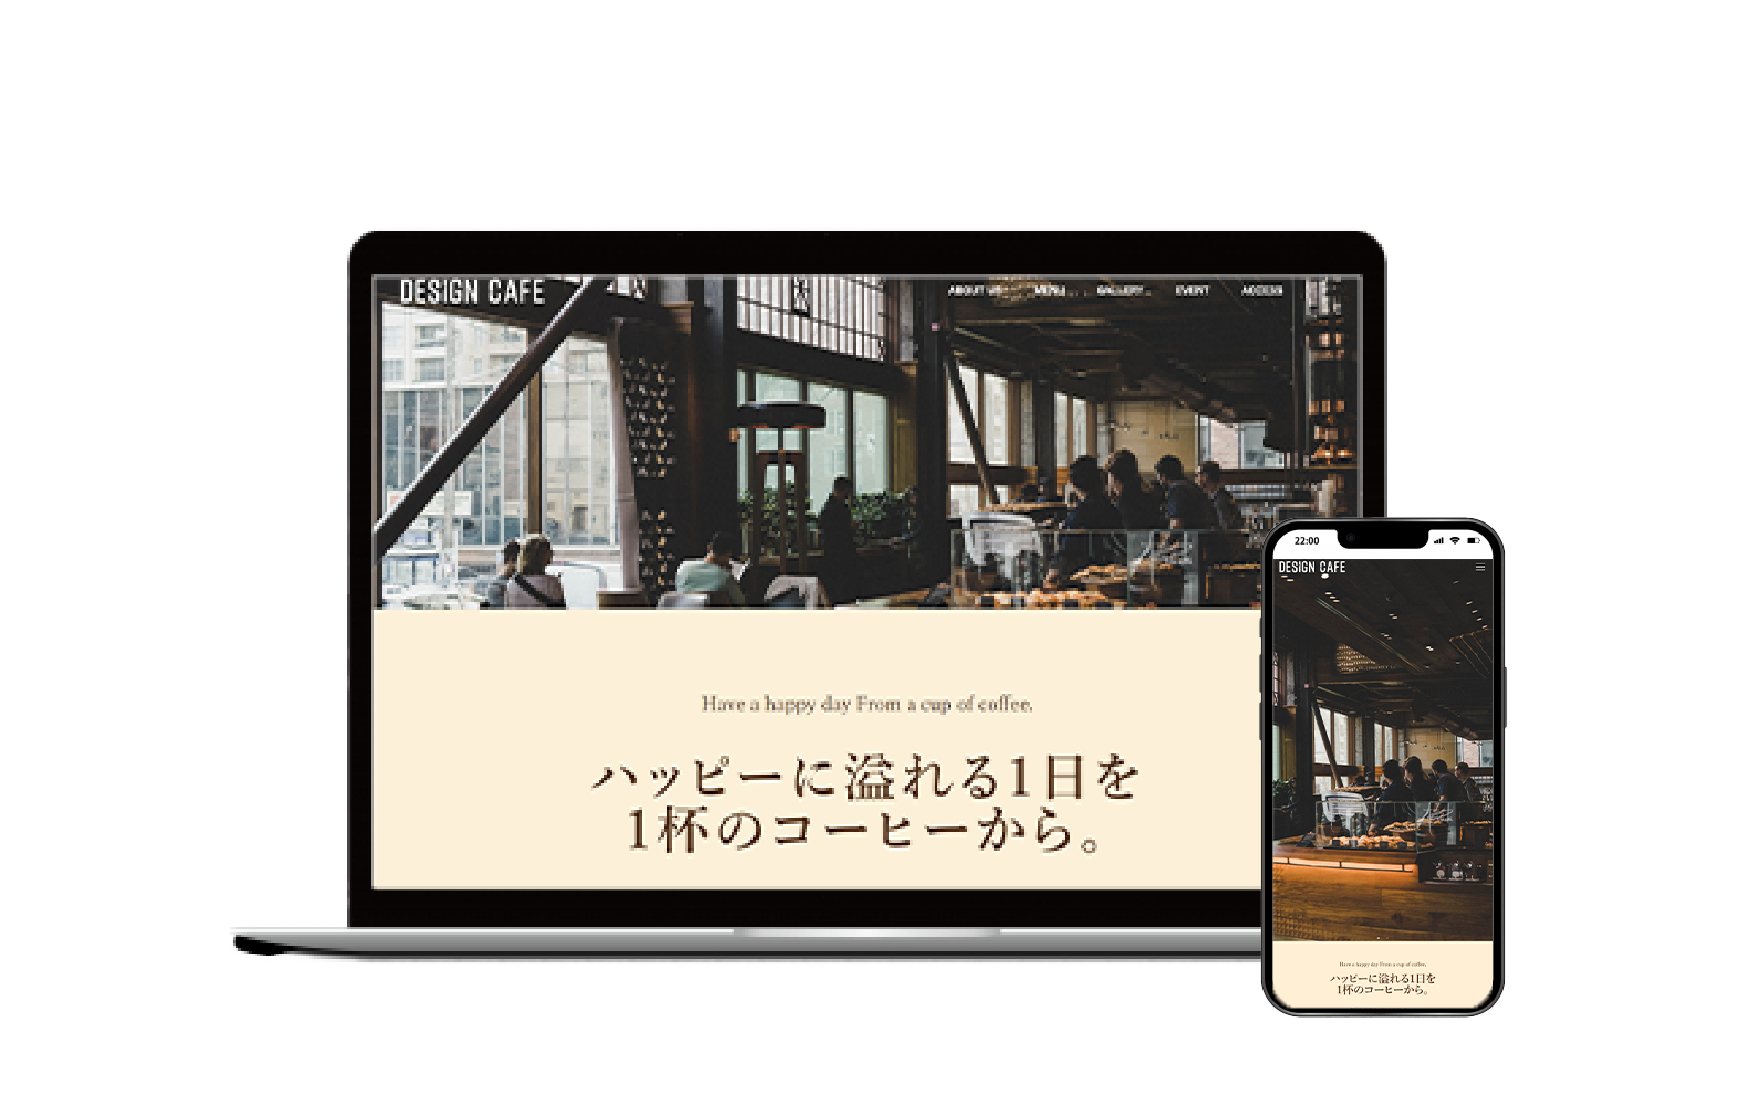 DESIGN CAFE
ABOUT US
MENU
GALLERY
EVENT
ACCESS
Have a happy day From a cup of coffee.
ハッピーに溢れる1日を
1杯のコーヒーから。
22:00
DESIGN CAFE
Have a happy day From a cup of coffee.
ハッピーに溢れる1日を
1杯のコーヒーから。